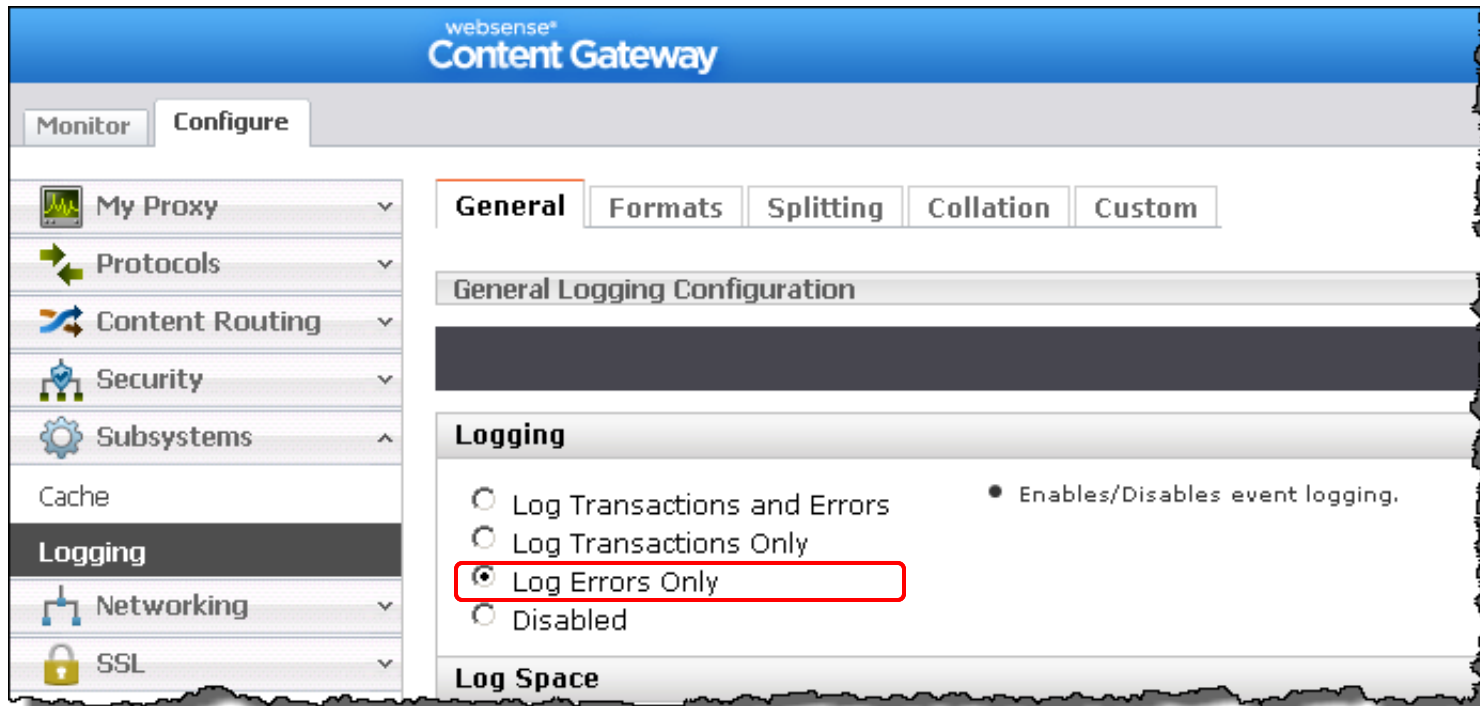 websense®
Content Gateway
Monitor
Configure
My Proxy
Protocols
Content Routing
Security
Subsystems
Cache
Logging
Networking
SSL
General
Formats
Splitting
Collation
Custom
General Logging Configuration
Logging
Log Transactions and Errors
Log Transactions Only
Log Errors Only
Disabled
• Enables/Disables event logging.
Log Space